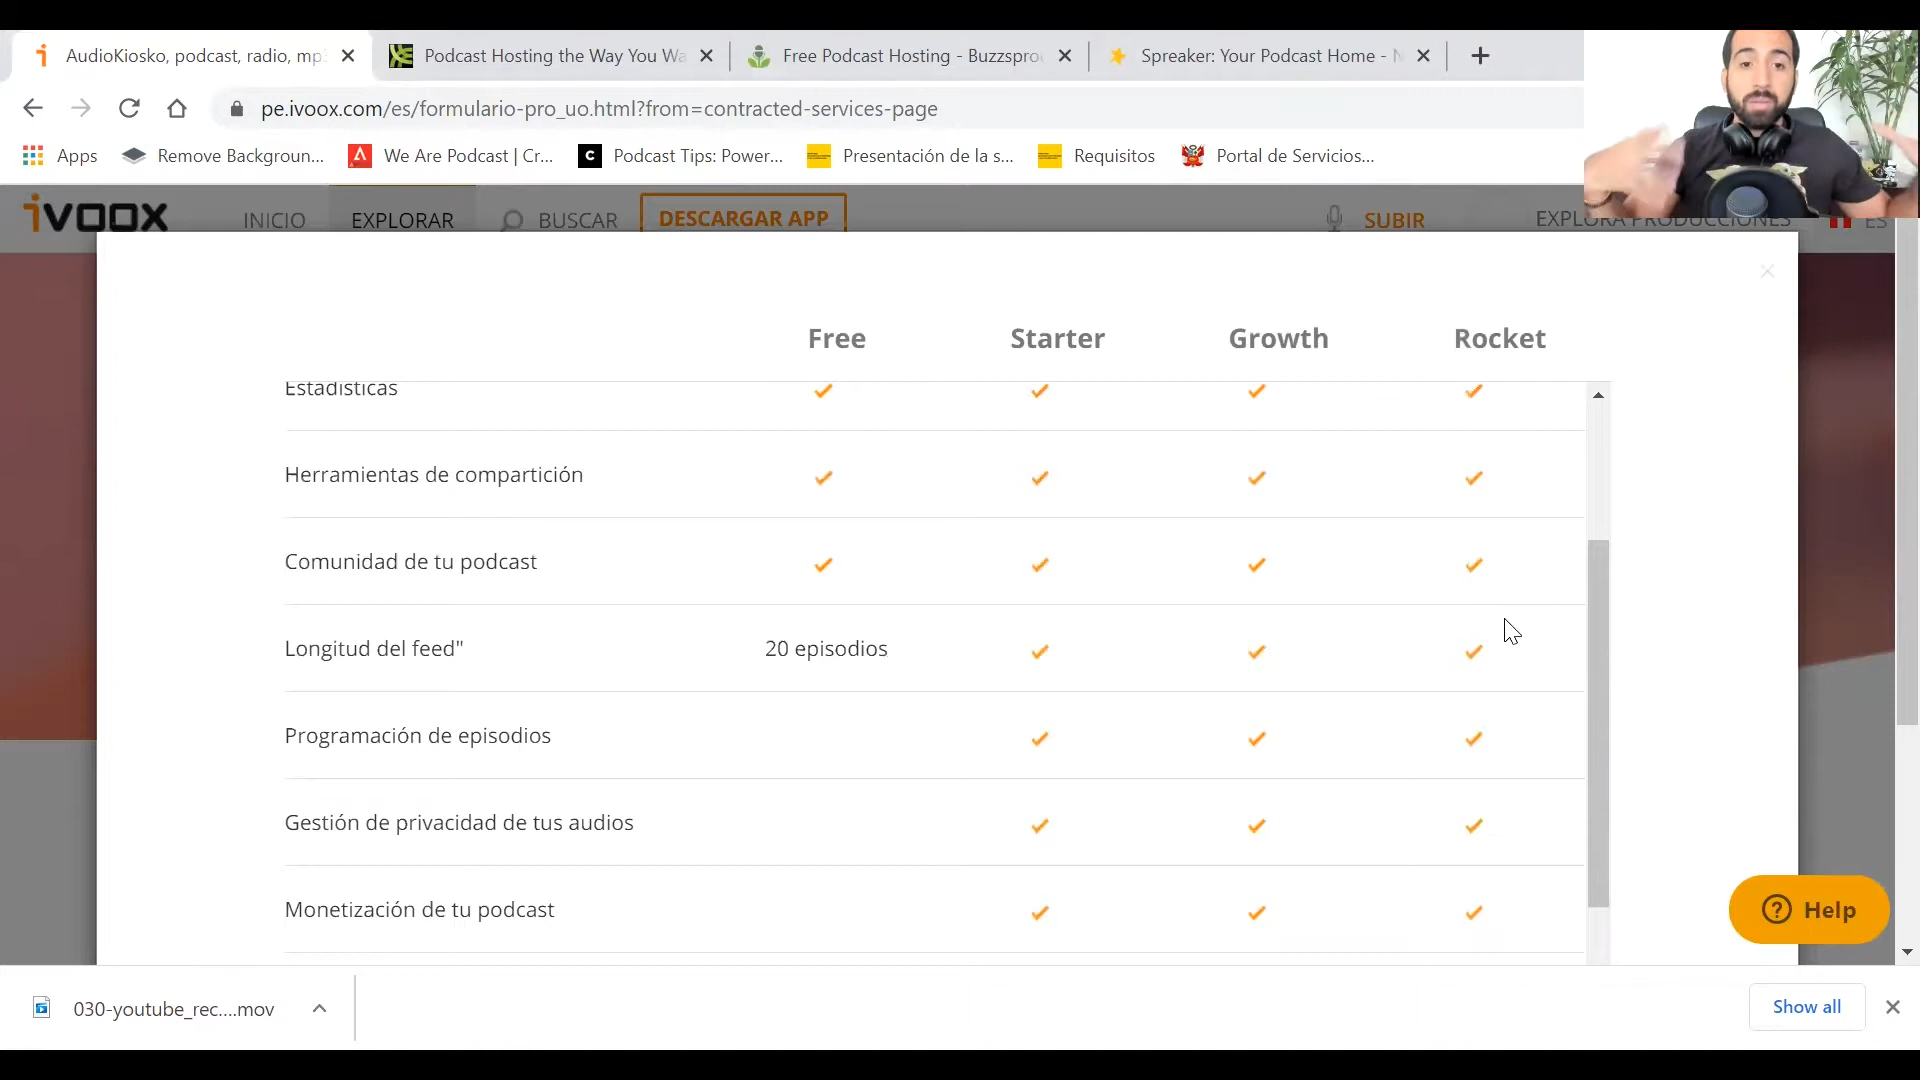 AudioKiosko, podcast, radio, mp3
Podcast Hosting the Way You Wa
Free Podcast Hosting - Buzzspro
Spreaker: Your Podcast Home - N
pe.ivoox.com/es/formulario-pro_uo.html?from=contracted-services-page
Apps
Remove Backgroun...
We Are Podcast | Cr...
Podcast Tips: Power...
Presentación de la s...
Requisitos
Portal de Servicios...
ivoox
INICIO
EXPLORAR
BUSCAR
DESCARGAR APP
SUBIR
EXPLORA PRODUCCIONES
ES
Free
Starter
Growth
Rocket
Estadísticas
Herramientas de compartición
Comunidad de tu podcast
Longitud del feed"
20 episodios
Programación de episodios
Gestión de privacidad de tus audios
Monetización de tu podcast
Help
030-youtube_rec....mov
Show all